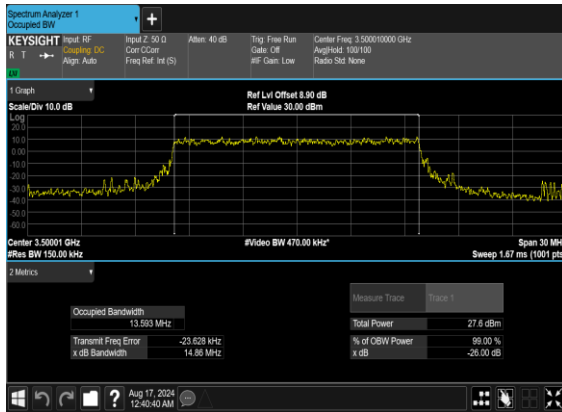 Spectrum Analyzer 1
Occupied BW
+
KEYSIGHT Input: RF Input Z: 50 Ω Atten: 40 dB Trig: Free Run Center Freq: 3.500010000 GHz
R T Coupling: DC Corr CCorr Gate: Off Avg|Hold: 100/100
Align: Auto Freq Ref: Int (S) #IF Gain: Low Radio Std: None
LXI
1 Graph Ref Lvl Offset 8.90 dB
Scale/Div 10.0 dB Ref Value 30.00 dBm
Log
20.0
10.0
0.00
-10.0
-20.0
-30.0
-40.0
-50.0
-60.0
Center 3.50001 GHz #Video BW 470.00 kHz* Span 30 MH
#Res BW 150.00 kHz Sweep 1.67 ms (1001 pts
2 Metrics
Measure Trace Trace 1
Occupied Bandwidth
13.593 MHz Total Power 27.6 dBm
Transmit Freq Error -23.628 kHz % of OBW Power 99.00 %
x dB Bandwidth 14.86 MHz x dB -26.00 dB
? Aug 17, 2024
12:40:40 AM